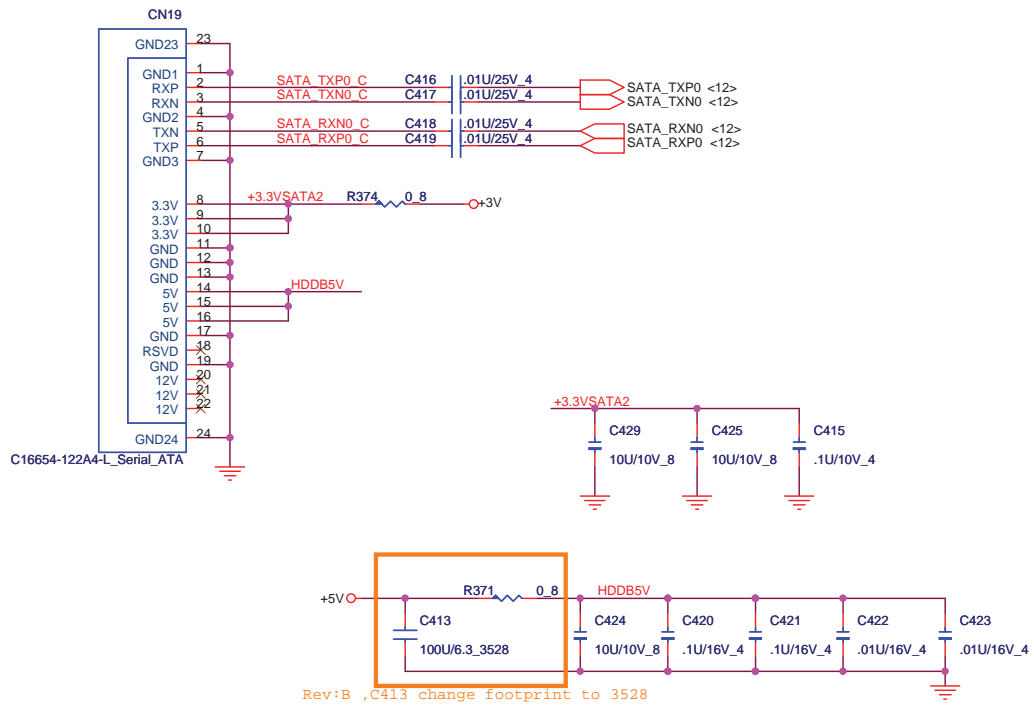 CN19
GND23 23
GND1 1
RXP 2 SATA_TXP0_C C416 .01U/25V_4 SATA_TXP0 <12>
RXN 3 SATA_TXN0_C C417 .01U/25V_4 SATA_TXN0 <12>
GND2 4
TXN 5 SATA_RXN0_C C418 .01U/25V_4 SATA_RXN0 <12>
TXP 6 SATA_RXP0_C C419 .01U/25V_4 SATA_RXP0 <12>
GND3 7
3.3V 8 +3.3VSATA2 R374 0_8 +3V
3.3V 9
3.3V 10
GND 11
GND 12
GND 13
5V 14 HDDB5V
5V 15
5V 16
GND 17
RSVD 18
GND 19
12V 20
12V 21
12V 22
GND24 24
C16654-122A4-L_Serial_ATA
+3.3VSATA2
C429 C425 C415
10U/10V_8 10U/10V_8 .1U/10V_4
+5V R371 0_8 HDDB5V
C413 C424 C420 C421 C422 C423
100U/6.3_3528 10U/10V_8 .1U/16V_4 .1U/16V_4 .01U/16V_4 .01U/16V_4
Rev:B ,C413 change footprint to 3528